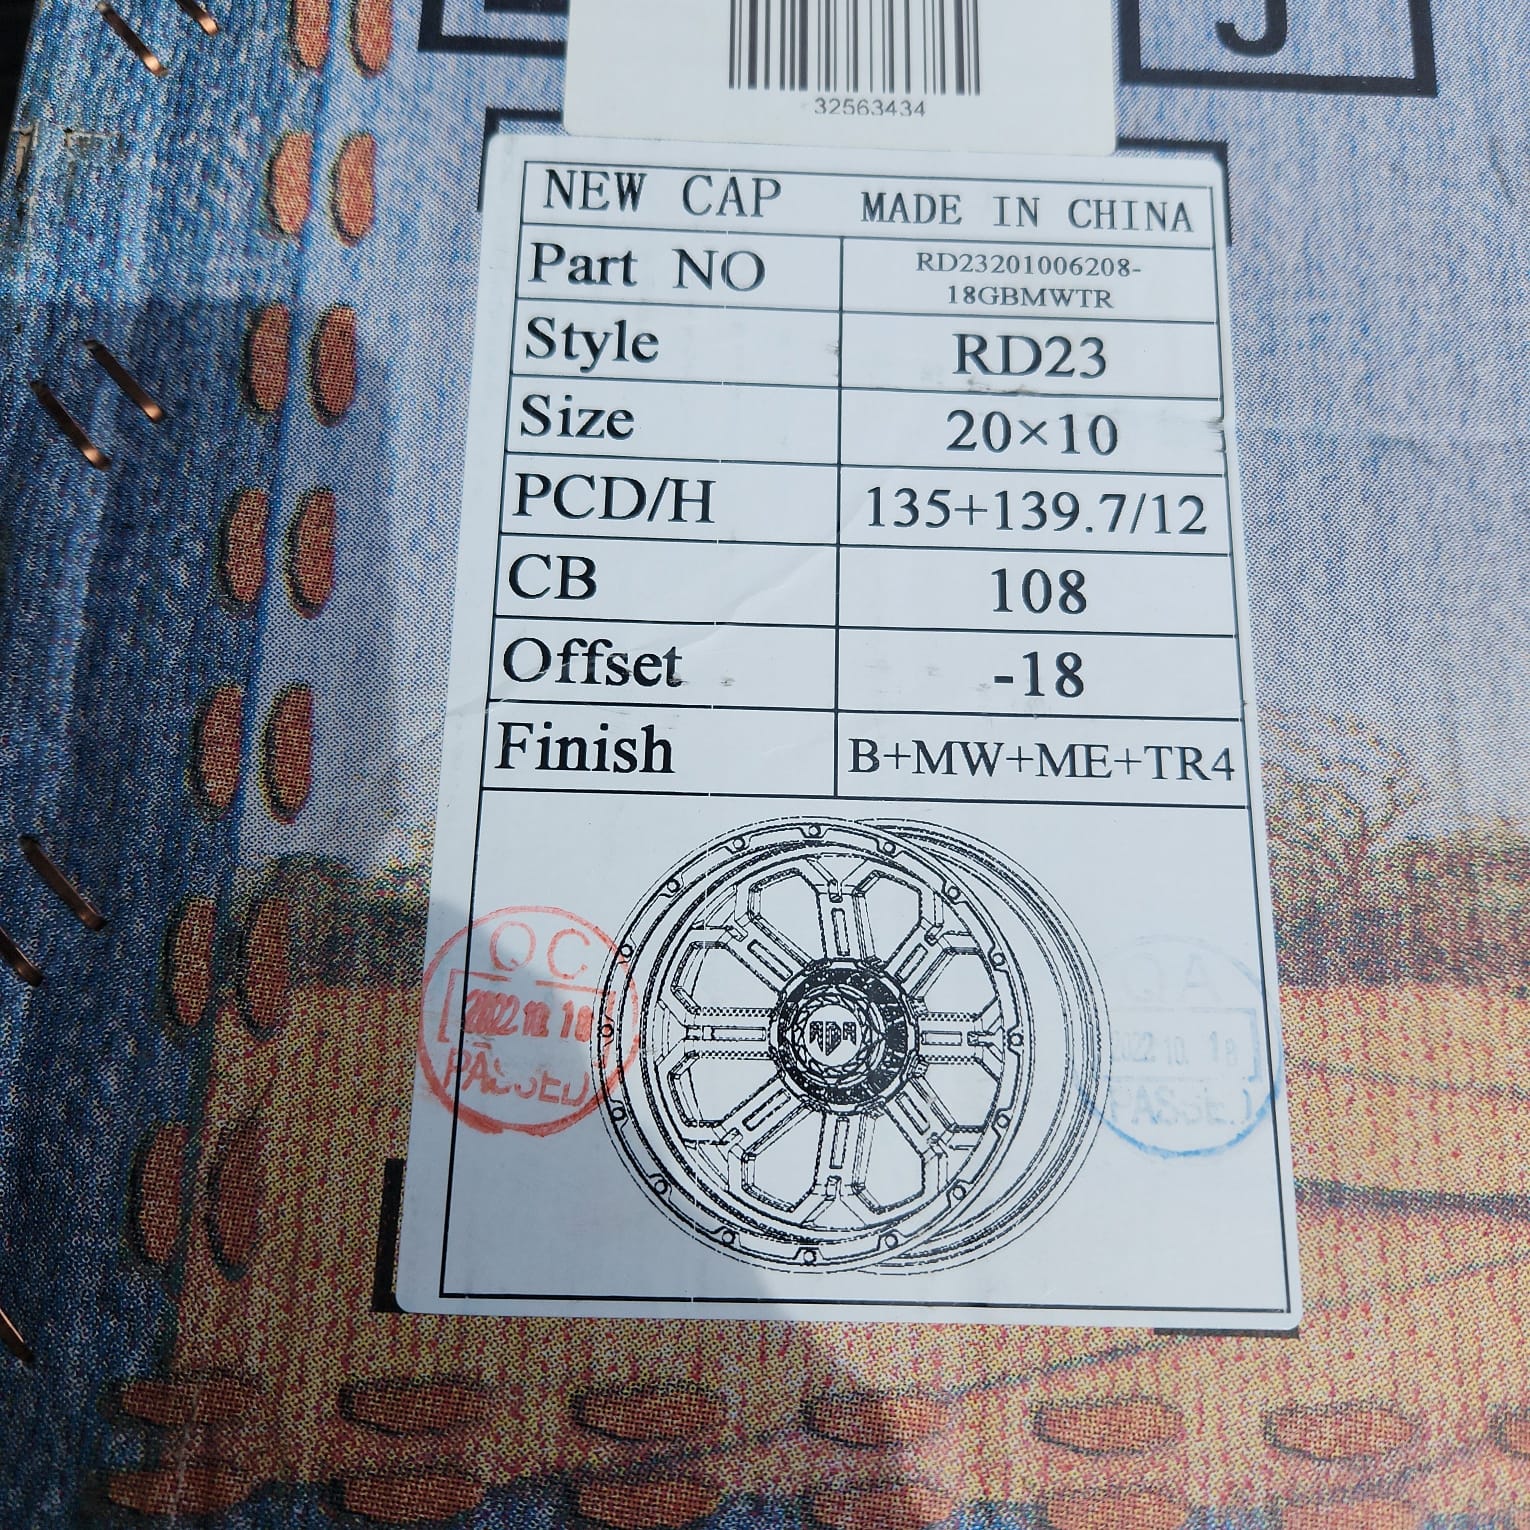 J
32563434
NEW CAP MADE IN CHINA
Part NO RD23201006208-
18GBMWTR
Style RD23
Size 20×10
PCD/H 135+139.7/12
CB 108
Offset -18
Finish B+MW+ME+TR4
QC
2022.10.18
PASSED
QA
2022 10. 18
PASSED